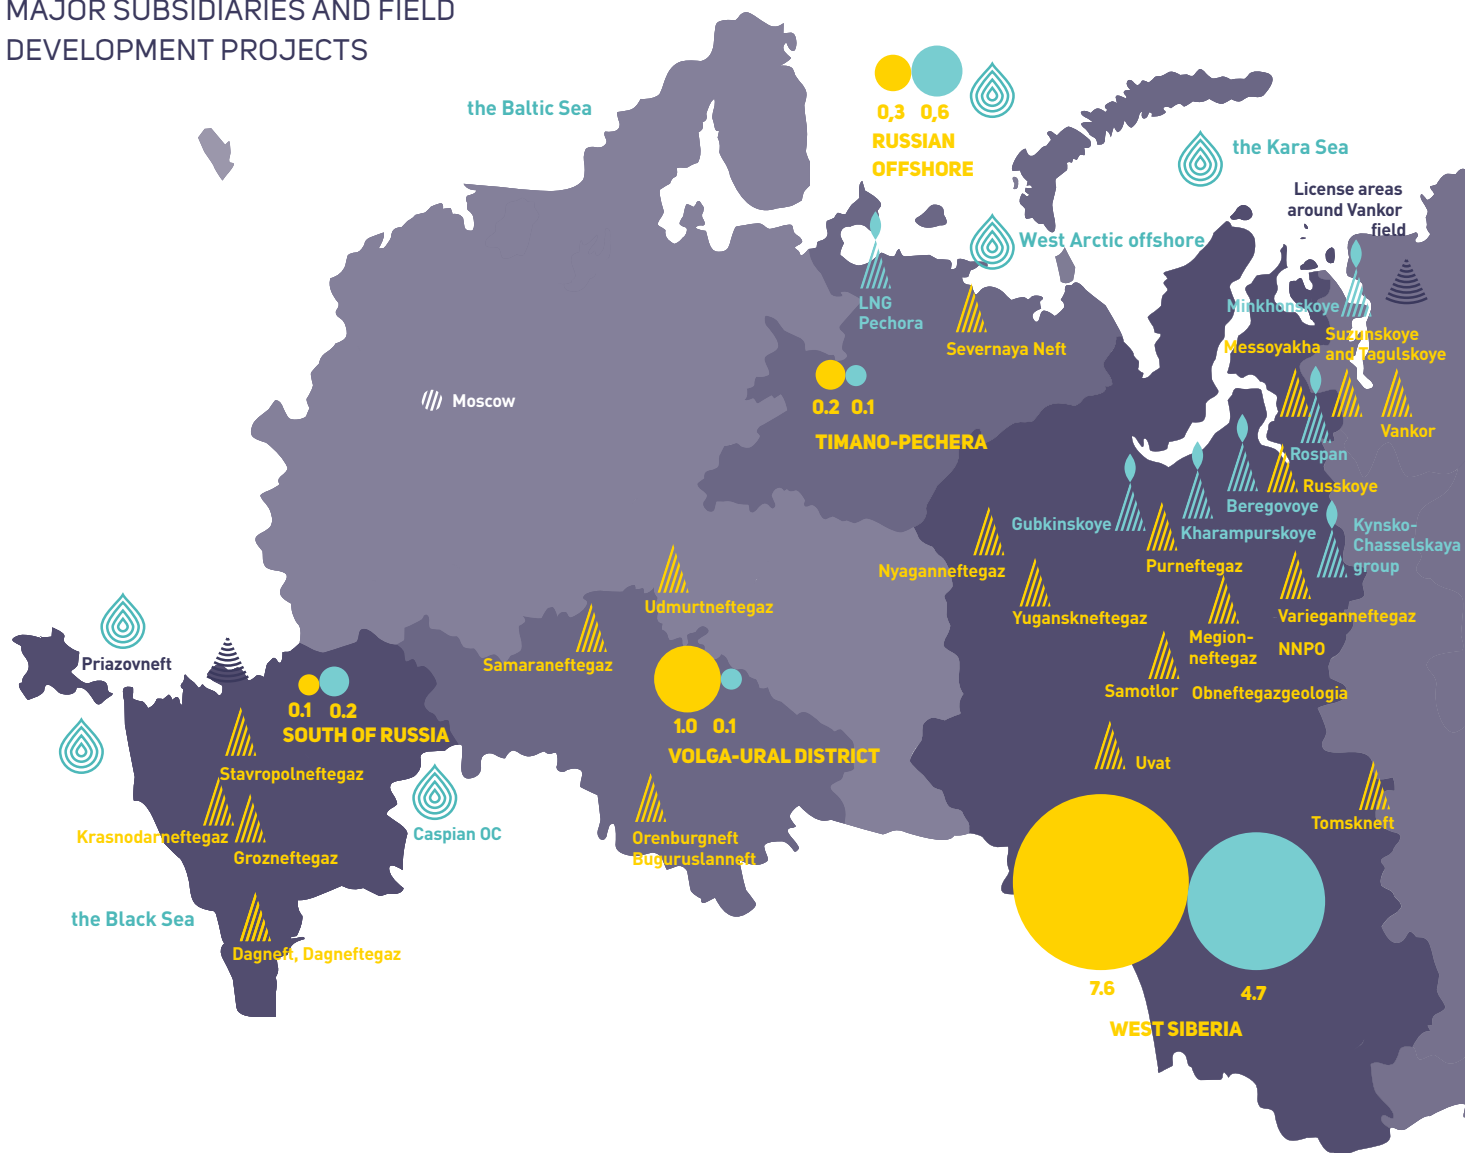 MAJOR SUBSIDIARIES AND FIELD
DEVELOPMENT PROJECTS
the Baltic Sea
0,3 0,6
RUSSIAN
OFFSHORE
the Kara Sea
License areas
around Vankor
field
West Arctic offshore
LNG
Pechora
Severnaya Neft
Minkhonskoye
Suzunskoye
and Tagulskoye
Messoyakha
Vankor
Moscow
0.2 0.1
TIMANO-PECHERA
Rospan
Russkoye
Beregovoye
Gubkinskoye
Kharampurskoye
Kynsko-
Chasselskaya
group
Nyaganneftegaz
Purneftegaz
Udmurtneftegaz
Yuganskneftegaz
Varieganneftegaz
Megion-
neftegaz
NNPO
Samaraneftegaz
Priazovneft
Samotlor
Obneftegazgeologia
0.1 0.2
SOUTH OF RUSSIA
1.0 0.1
VOLGA-URAL DISTRICT
Stavropolneftegaz
Uvat
Krasnodarneftegaz
Grozneftegaz
Caspian OC
Orenburgneft
Buguruslanneft
Tomskneft
the Black Sea
Dagneft, Dagneftegaz
7.6
4.7
WEST SIBERIA